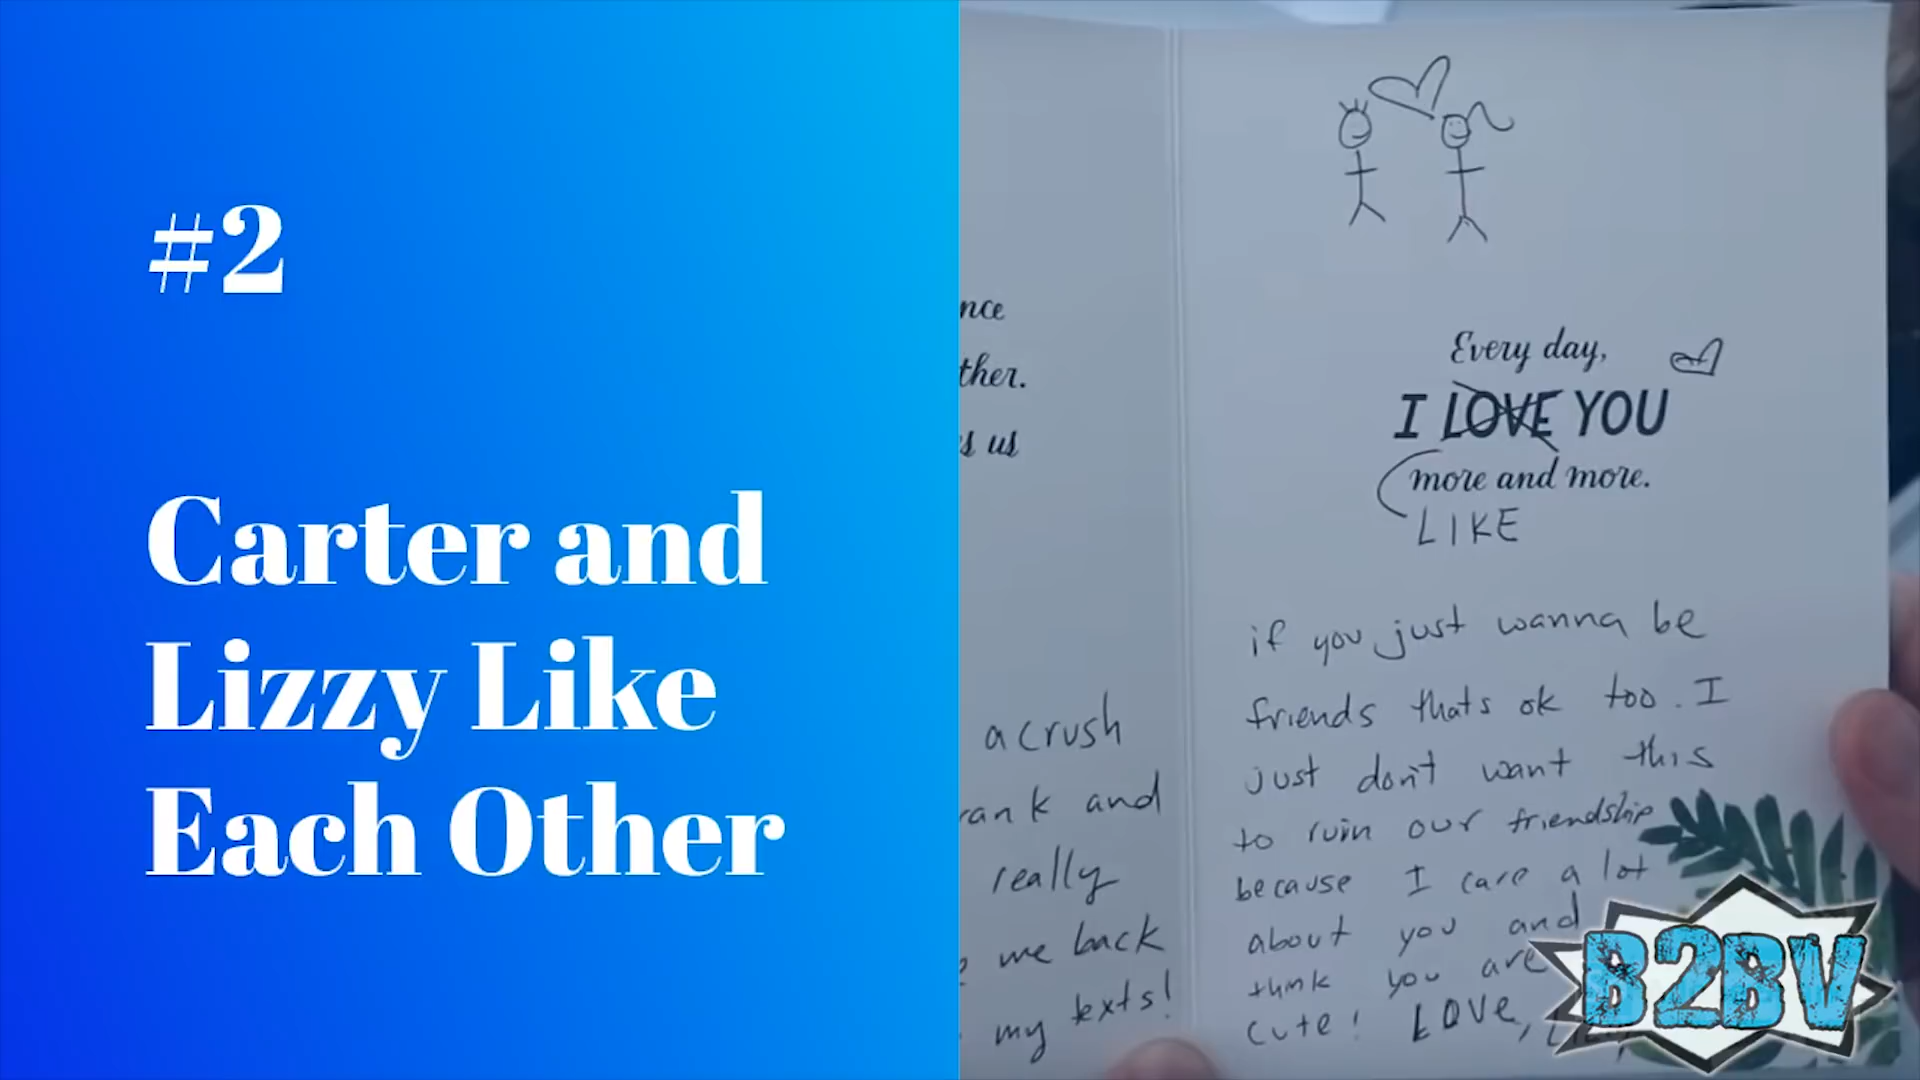 #2
Carter and
Lizzy Like
Each Other
nce
ther.
s us
a crush
rank and
really
me back
my texts!
Every day,
I LOVE YOU
more and more.
LIKE
if you just wanna be
friends thats ok too. I
just don't want this
to ruin our friendship
because I care a lot
about you and
think you are
cute! LOVE,
B2BV